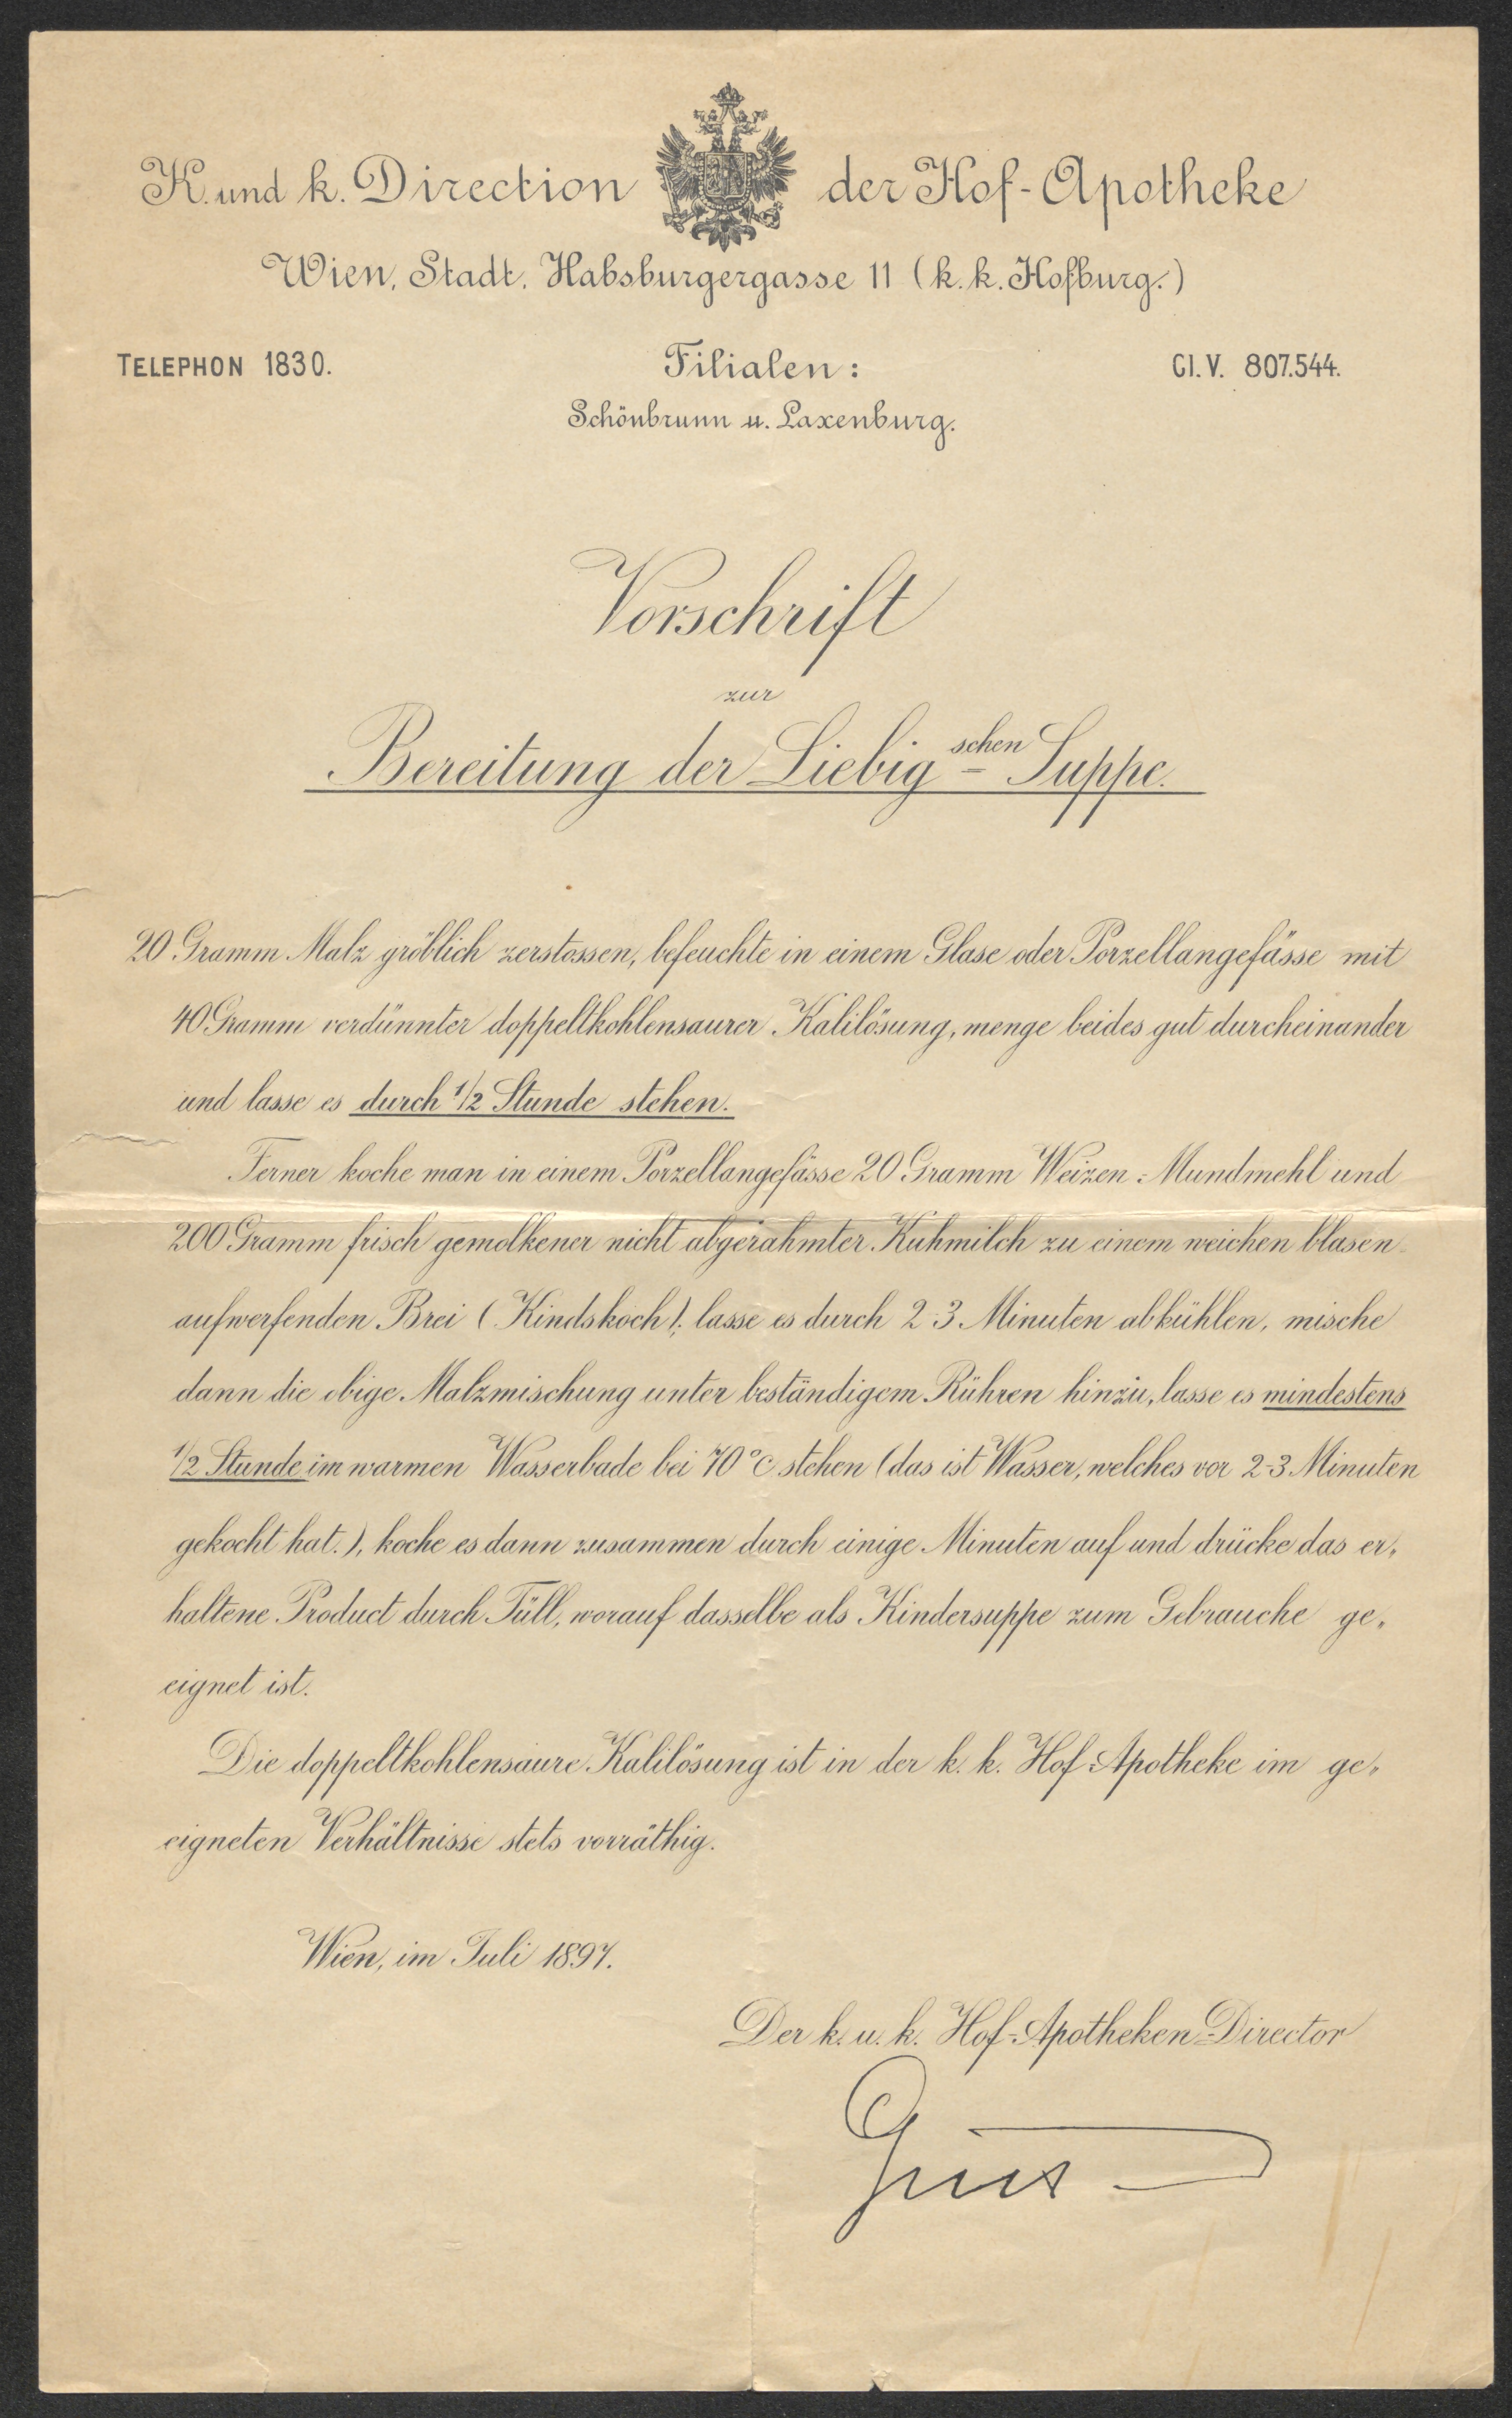 K. und k. Direction der Hof-Apotheke
Wien, Stadt, Habsburgergasse 11 (k. k. Hofburg.)
TELEPHON 1830. Filialen: Cl. V. 807.544.
Schönbrunn u. Laxenburg.
Vorschrift
zur
Bereitung der Liebig schen Suppe.
20 Gramm Malz gröblich zerstossen, befeuchte in einem Glase oder Porzellangefässe mit
40 Gramm verdünnter doppeltkohlensaurer Kalilösung, menge beides gut durcheinander
und lasse es durch 1/2 Stunde stehen.
Ferner koche man in einem Porzellangefässe 20 Gramm Weizen-Mundmehl und
200 Gramm frisch gemolkener nicht abgerahmter Kuhmilch zu einem weichen blasen-
aufwerfenden Brei (Kindskoch), lasse es durch 2-3 Minuten abkühlen, mische
dann die obige Malzmischung unter beständigem Rühren hinzu, lasse es mindestens
1/2 Stunde im warmen Wasserbade bei 70°C stehen (das ist Wasser, welches vor 2-3 Minuten
gekocht hat.), koche es dann zusammen durch einige Minuten auf und drücke das er-
haltene Product durch Tüll, worauf dasselbe als Kindersuppe zum Gebrauche ge-
eignet ist.
Die doppeltkohlensaure Kalilösung ist in der k. k. Hof-Apotheke im ge-
eigneten Verhältnisse stets vorräthig.
Wien, im Juli 1897.
Der k. u. k. Hof-Apotheken-Director